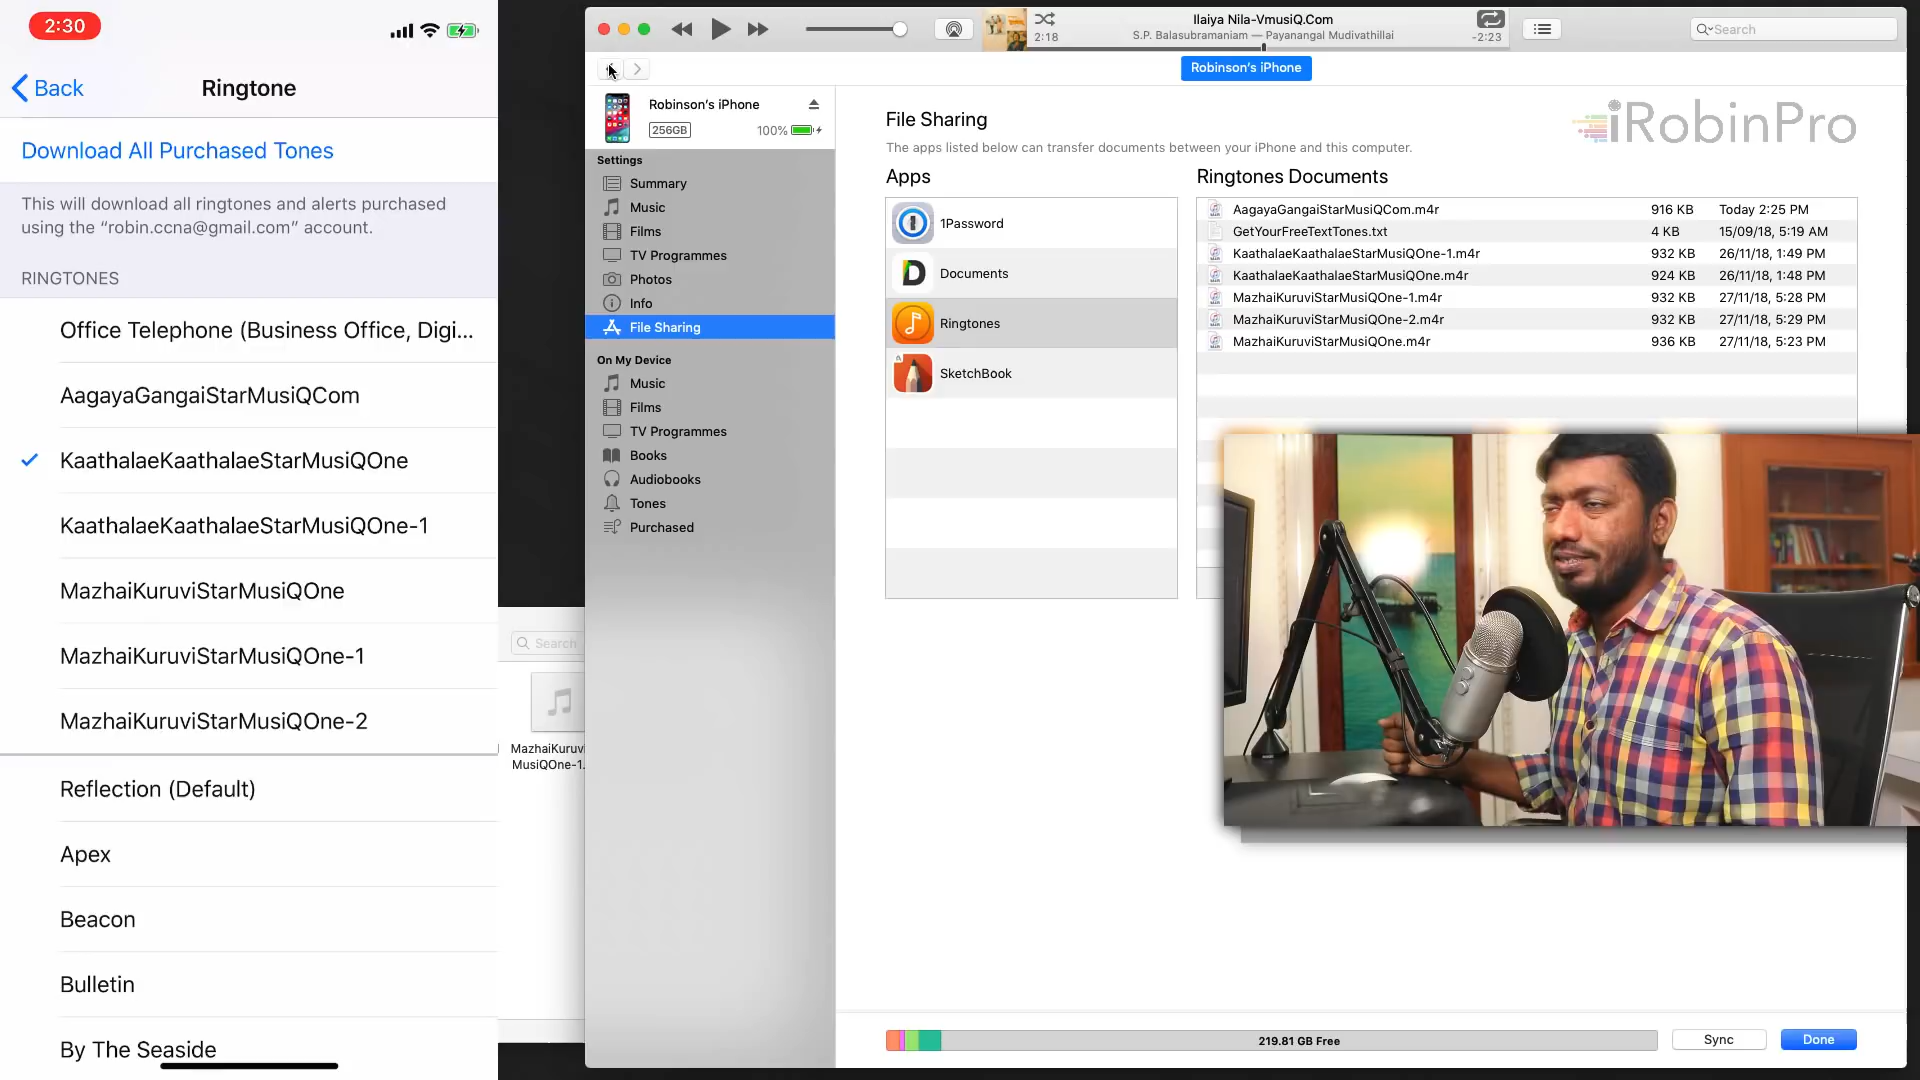 2:30
Back
Ringtone
Download All Purchased Tones
This will download all ringtones and alerts purchased
using the “robin.ccna@gmail.com” account.
RINGTONES
Office Telephone (Business Office, Digi...
AagayaGangaiStarMusiQCom
KaathalaeKaathalaeStarMusiQOne
KaathalaeKaathalaeStarMusiQOne-1
MazhaiKuruviStarMusiQOne
MazhaiKuruviStarMusiQOne-1
MazhaiKuruviStarMusiQOne-2
Reflection (Default)
Apex
Beacon
Bulletin
By The Seaside
Search
MazhaiKuruvi
MusiQOne-1.
2:18
Ilaiya Nila-VmusiQ.Com
S.P. Balasubramaniam — Payanangal Mudivathillai
-2:23
Search
Robinson’s iPhone
Robinson’s iPhone
256GB
100%
Settings
Summary
Music
Films
TV Programmes
Photos
Info
File Sharing
On My Device
Music
Films
TV Programmes
Books
Audiobooks
Tones
Purchased
File Sharing
The apps listed below can transfer documents between your iPhone and this computer.
iRobinPro
Apps
1Password
Documents
Ringtones
SketchBook
Ringtones Documents
AagayaGangaiStarMusiQCom.m4r 916 KB Today 2:25 PM
GetYourFreeTextTones.txt 4 KB 15/09/18, 5:19 AM
KaathalaeKaathalaeStarMusiQOne-1.m4r 932 KB 26/11/18, 1:49 PM
KaathalaeKaathalaeStarMusiQOne.m4r 924 KB 26/11/18, 1:48 PM
MazhaiKuruviStarMusiQOne-1.m4r 932 KB 27/11/18, 5:28 PM
MazhaiKuruviStarMusiQOne-2.m4r 932 KB 27/11/18, 5:29 PM
MazhaiKuruviStarMusiQOne.m4r 936 KB 27/11/18, 5:23 PM
219.81 GB Free
Sync
Done